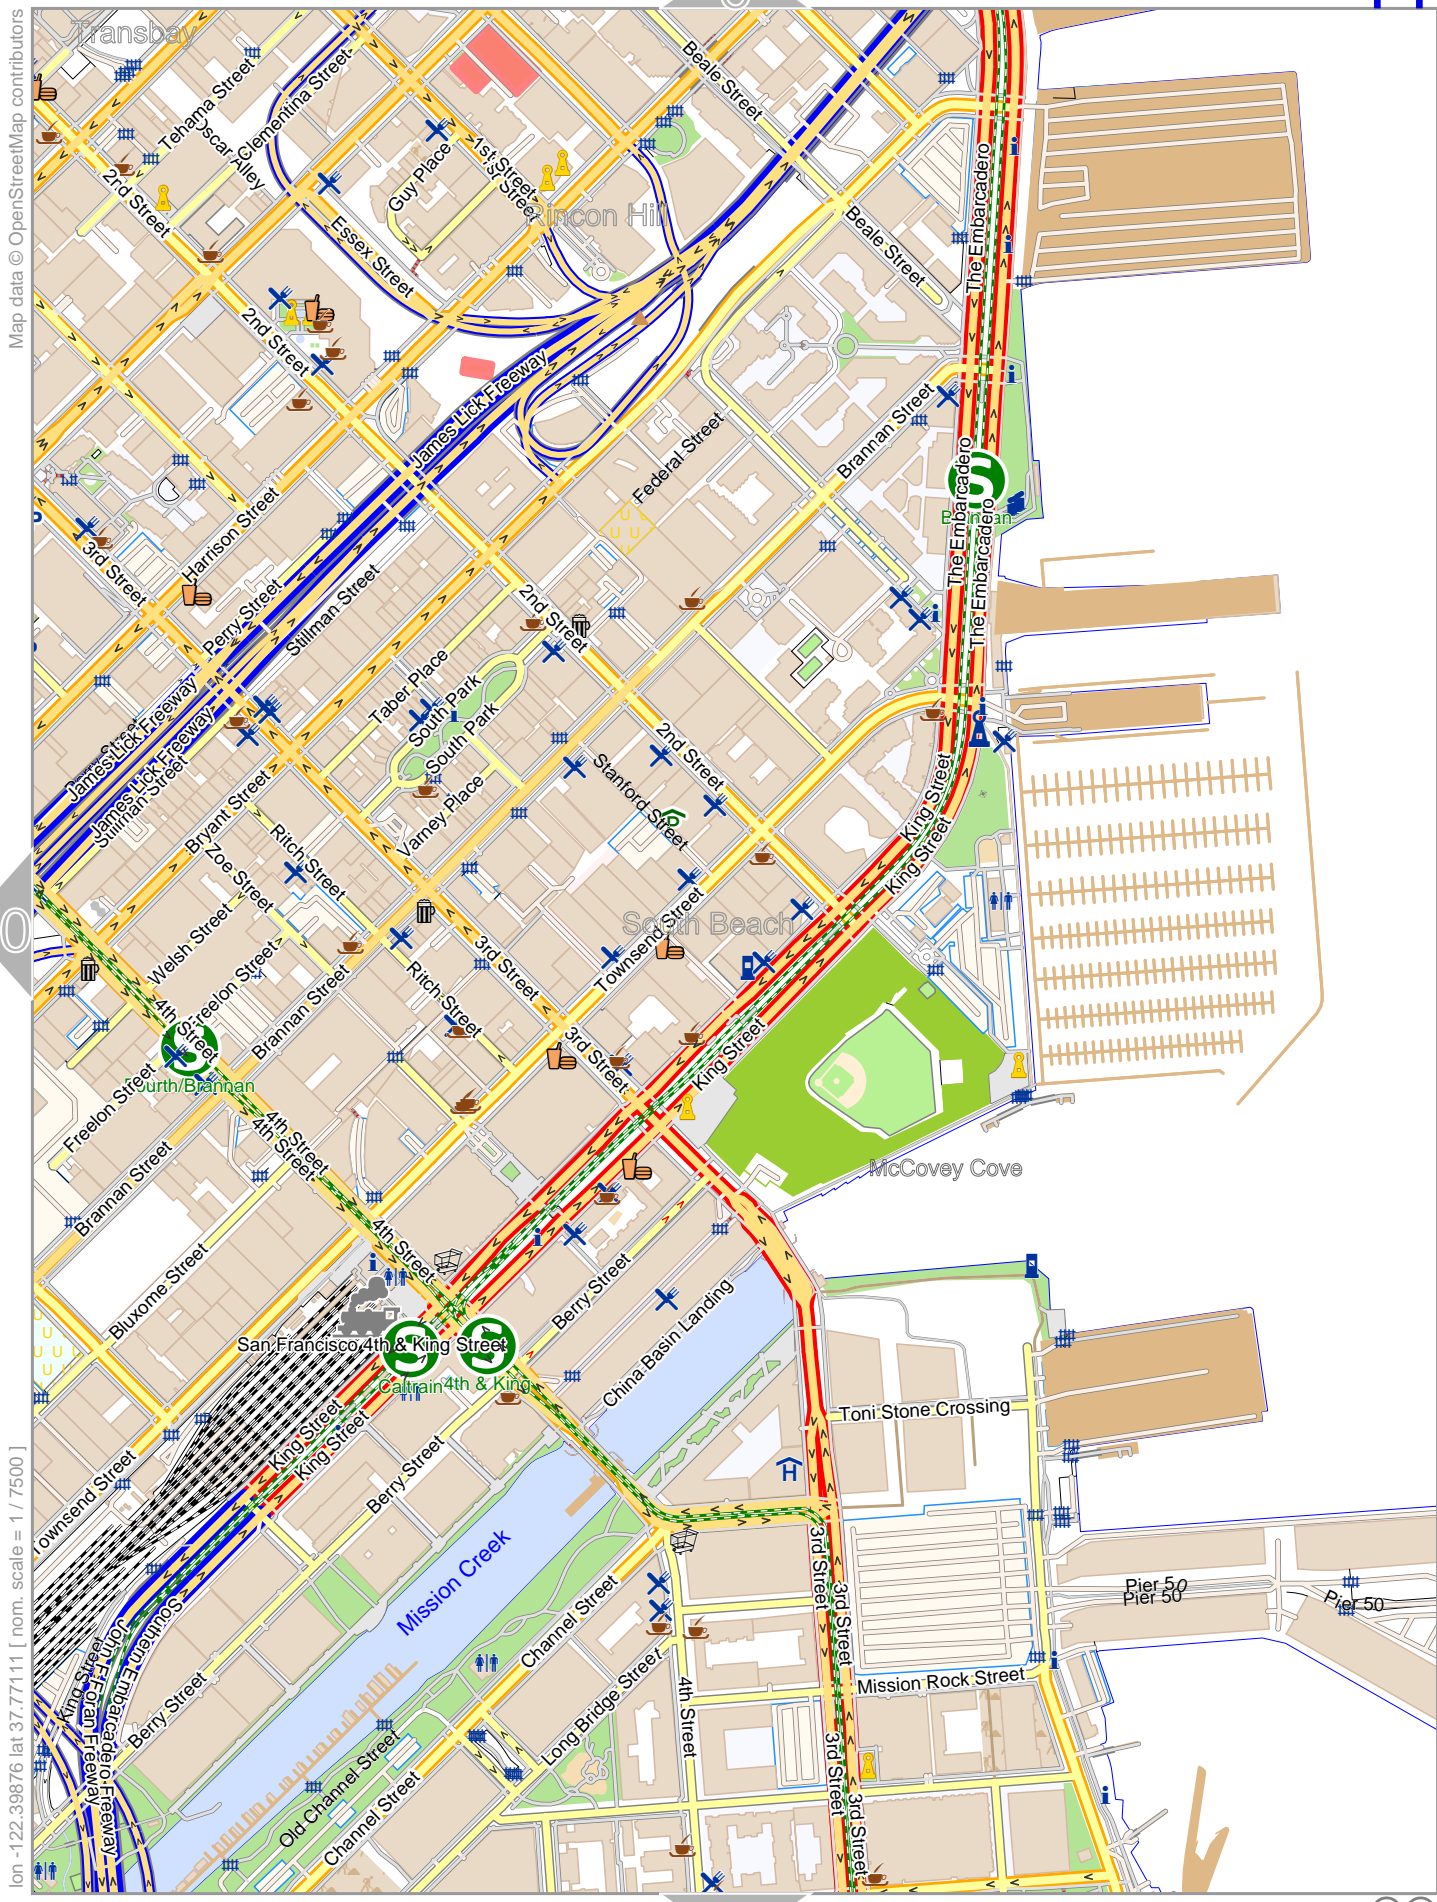 Map data © OpenStreetMap contributors
lon -122.39876 lat 37.77111 [ nom. scale = 1 / 7500 ]
Transbay
Tehama Street
Oscar Alley
Clementina Street
2nd Street
Guy Place
1st Street
Rincon Hill
Essex Street
Beale Street
Beale Street
The Embarcadero
The Embarcadero
2nd Street
James Lick Freeway
Federal Street
Brannan Street
The Embarcadero
The Embarcadero
The Embarcadero
Harrison Street
3rd Street
Perry Street
Stillman Street
2nd Street
Taber Place
South Park
South Park
Varney Place
James Lick Freeway
James Lick Freeway
Stillman Street
Bryant Street
Zoe Street
Ritch Street
Stanford Street
2nd Street
King Street
King Street
Welsh Street
Freelon Street
4th Street
Brannan Street
Ritch Street
3rd Street
South Beach
Townsend Street
3rd Street
King Street
Freelon Street
Fourth/Brannan
4th Street
4th Street
Brannan Street
McCovey Cove
Bluxome Street
4th Street
Berry Street
China Basin Landing
San Francisco 4th & King Street
Caltrain
4th & King
King Street
King Street
Berry Street
Townsend Street
Toni Stone Crossing
Mission Creek
3rd Street
3rd Street
Channel Street
Long Bridge Street
4th Street
Pier 50
Pier 50
Pier 50
Mission Rock Street
King Street
John F Foran Freeway
Southern Embarcadero Freeway
Berry Street
Old Channel Street
Channel Street
3rd Street
3rd Street